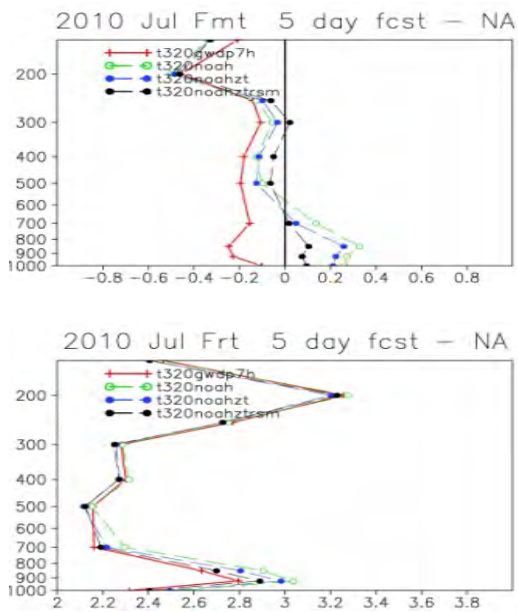 2010 Jul Fmt 5 day fcst - NA
t320gwdp7h
t320noah
t320noahzt
t320noahztrsm
200
300
400
500
700
850
925
1000
-0.8 -0.6 -0.4 -0.2 0 0.2 0.4 0.6 0.8
2010 Jul Frt 5 day fcst - NA
t320gwdp7h
t320noah
t320noahzt
t320noahztrsm
200
300
400
500
600
700
800
900
1000
2 2.2 2.4 2.6 2.8 3 3.2 3.4 3.6 3.8 4